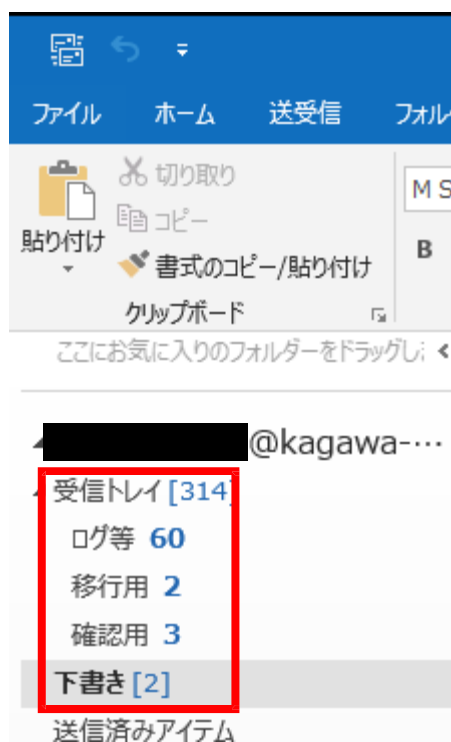 ファイル ホーム 送受信 フォル
切り取り
コピー
貼り付け
書式のコピー/貼り付け
M S
B
クリップボード
ここにお気に入りのフォルダーをドラッグし
@kagawa-…
受信トレイ [314]
ログ等 60
移行用 2
確認用 3
下書き [2]
送信済みアイテム